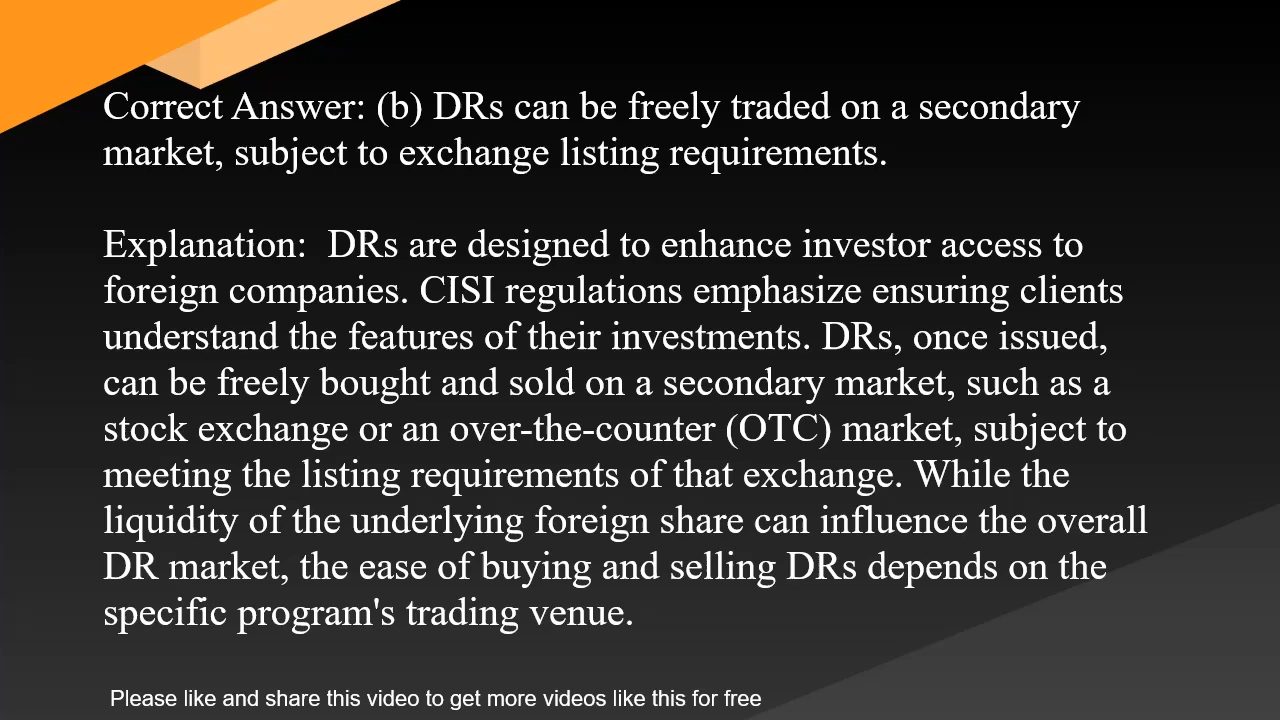 Correct Answer: (b) DRs can be freely traded on a secondary
market, subject to exchange listing requirements.
Explanation:  DRs are designed to enhance investor access to
foreign companies. CISI regulations emphasize ensuring clients
understand the features of their investments. DRs, once issued,
can be freely bought and sold on a secondary market, such as a
stock exchange or an over-the-counter (OTC) market, subject to
meeting the listing requirements of that exchange. While the
liquidity of the underlying foreign share can influence the overall
DR market, the ease of buying and selling DRs depends on the
specific program's trading venue.
Please like and share this video to get more videos like this for free